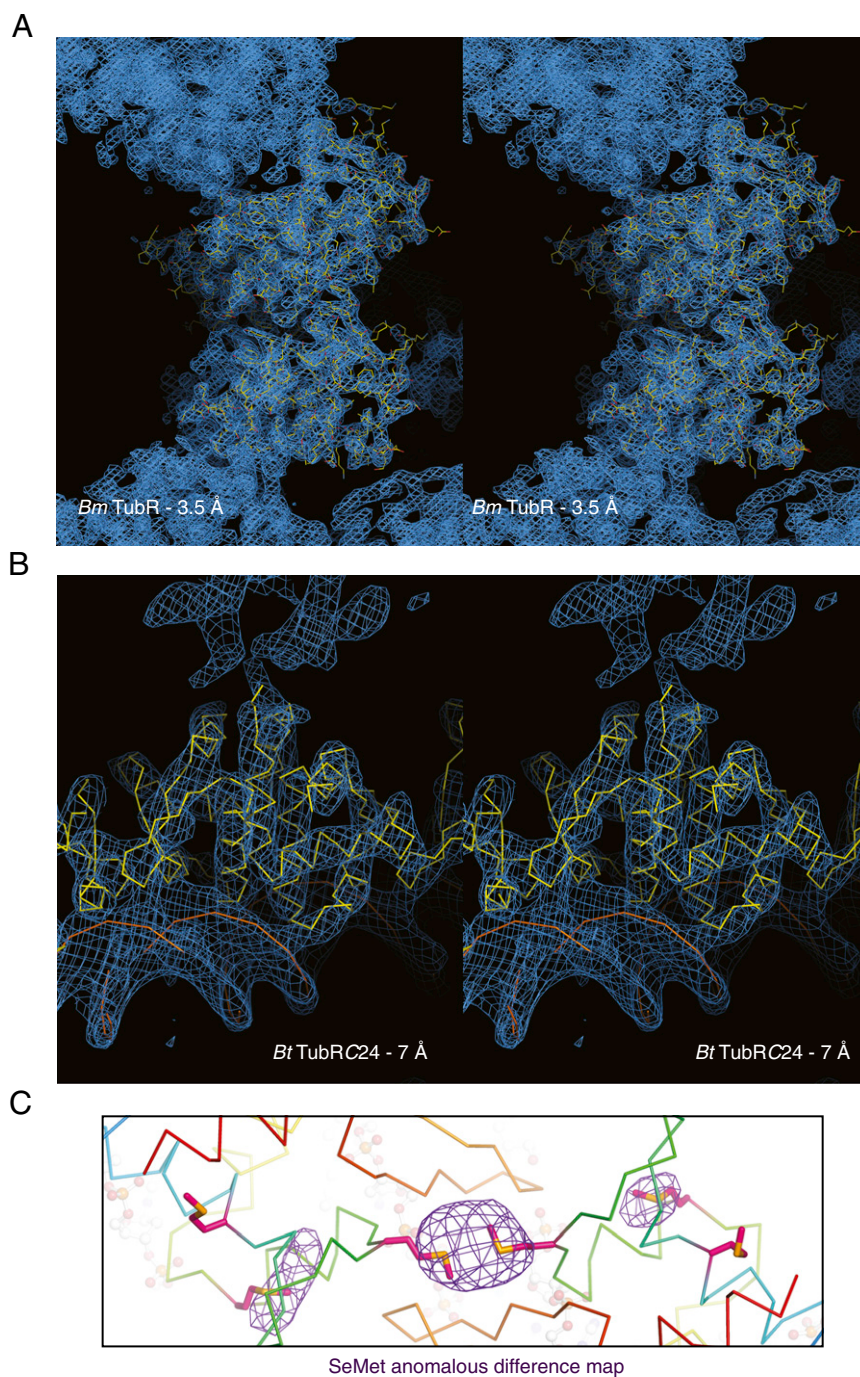 A
Bm TubR - 3.5 Å
Bm TubR - 3.5 Å
B
Bt TubRC24 - 7 Å
Bt TubRC24 - 7 Å
C
SeMet anomalous difference map